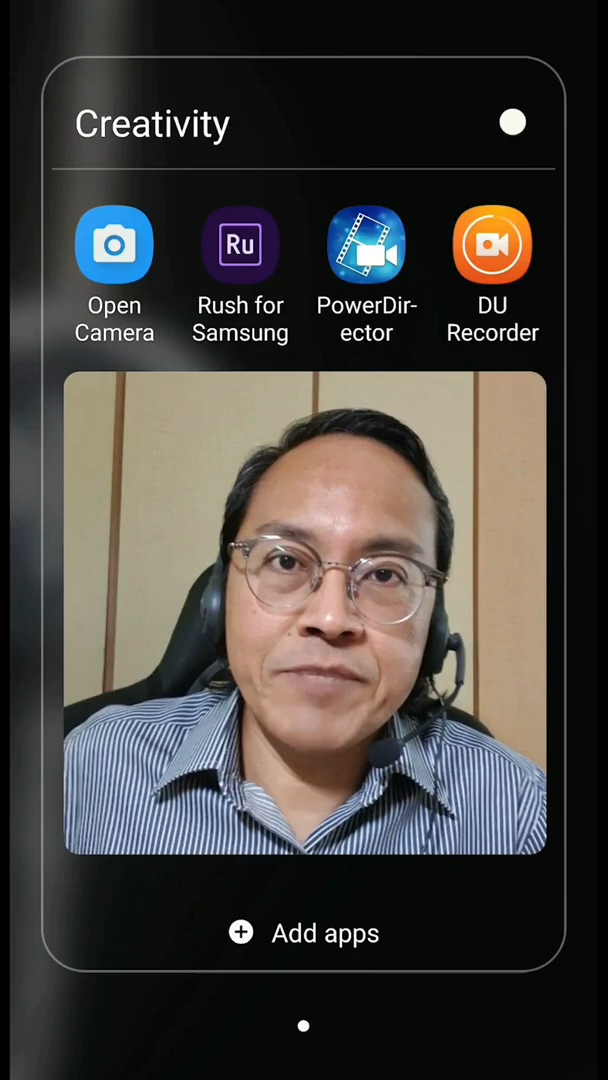 Creativity
Ru
Open
Camera
Rush for
Samsung
PowerDir-
ector
DU
Recorder
Add apps